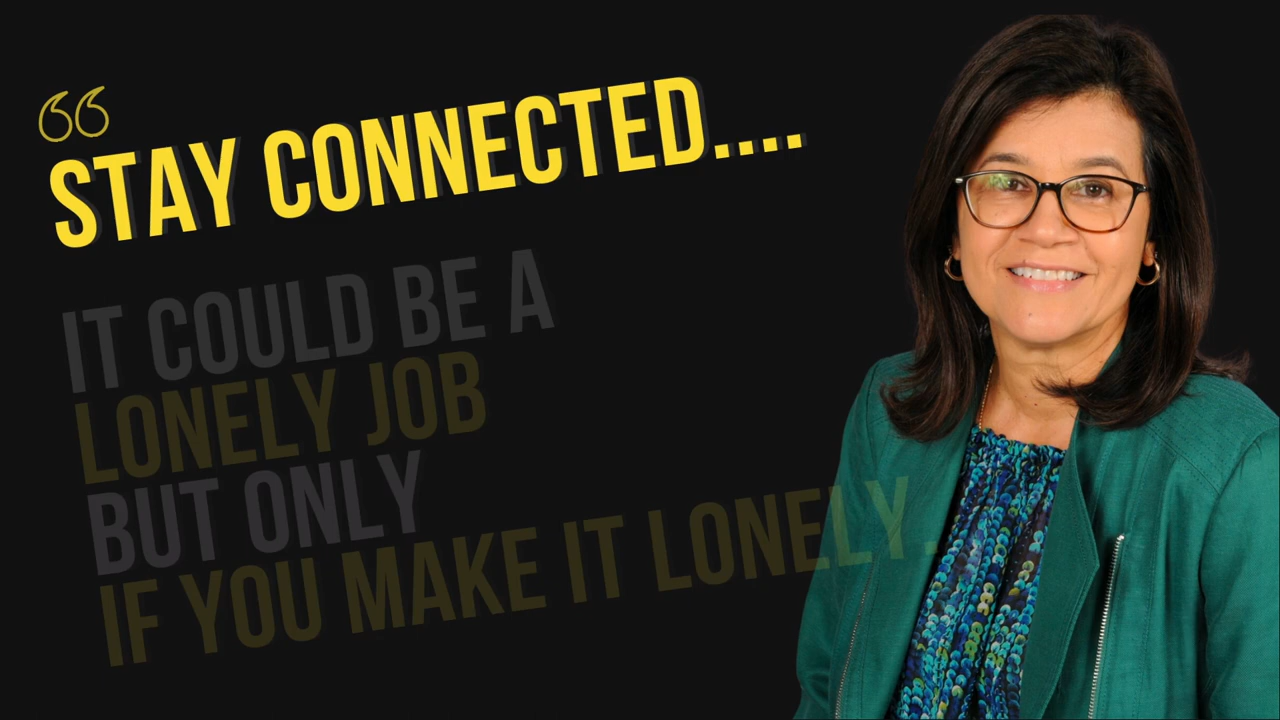 “
STAY CONNECTED....
IT COULD BE A
LONELY JOB
BUT ONLY
IF YOU MAKE IT LONELY.